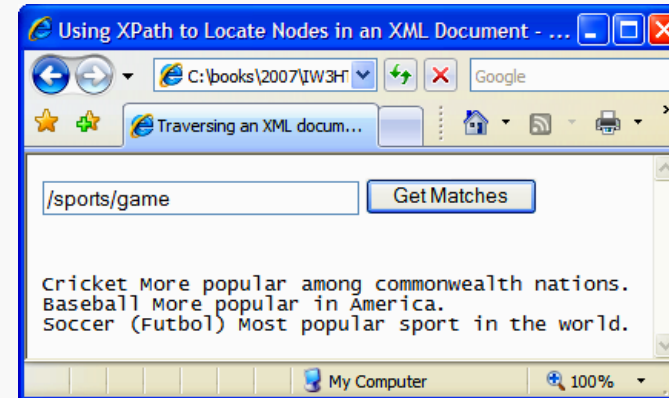 Using XPath to Locate Nodes in an XML Document - ...
C:\books\2007\IW3HT
Google
Traversing an XML docum...
/sports/game
Get Matches
Cricket More popular among commonwealth nations.
Baseball More popular in America.
Soccer (Futbol) Most popular sport in the world.
My Computer
100%